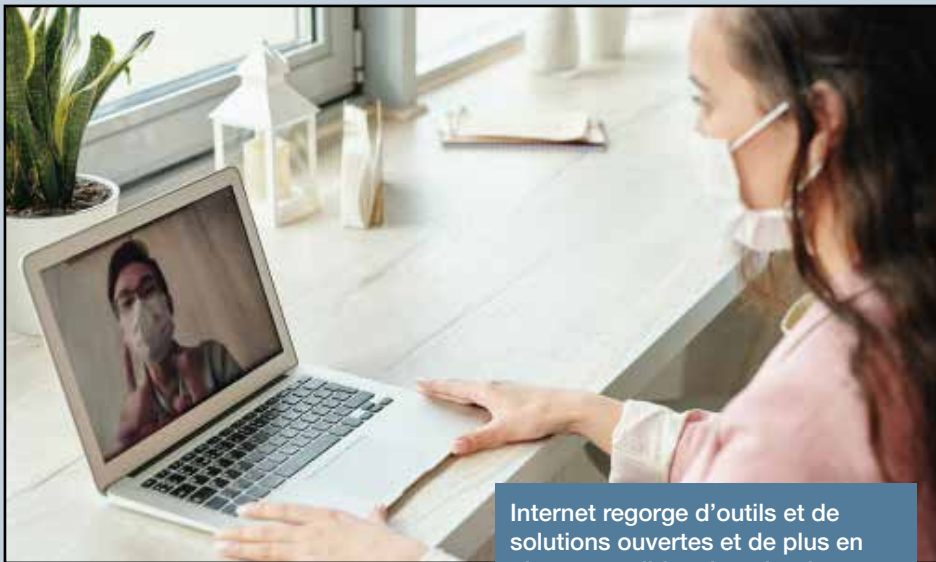 Internet regorge d'outils et de
solutions ouvertes et de plus en